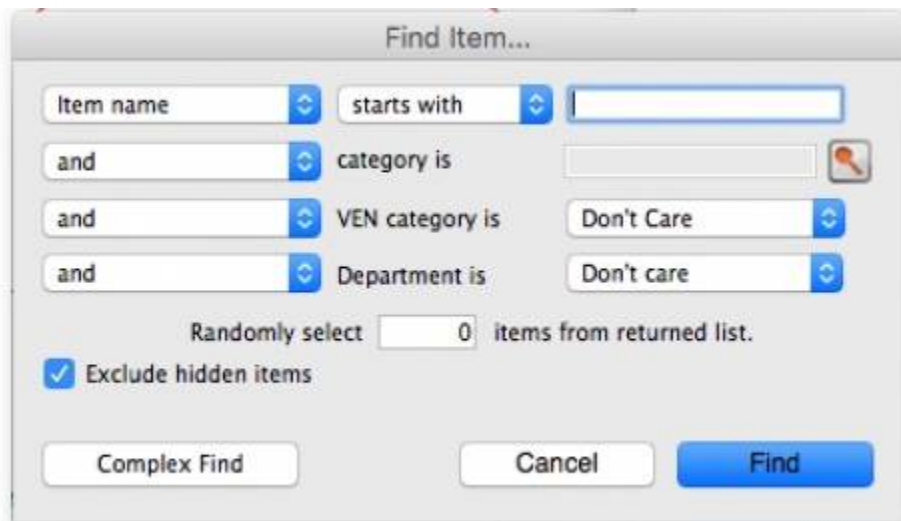 Find Item...
Item name starts with
and category is
and VEN category is Don't Care
and Department is Don't care
Randomly select 0 items from returned list.
Exclude hidden items
Complex Find Cancel Find